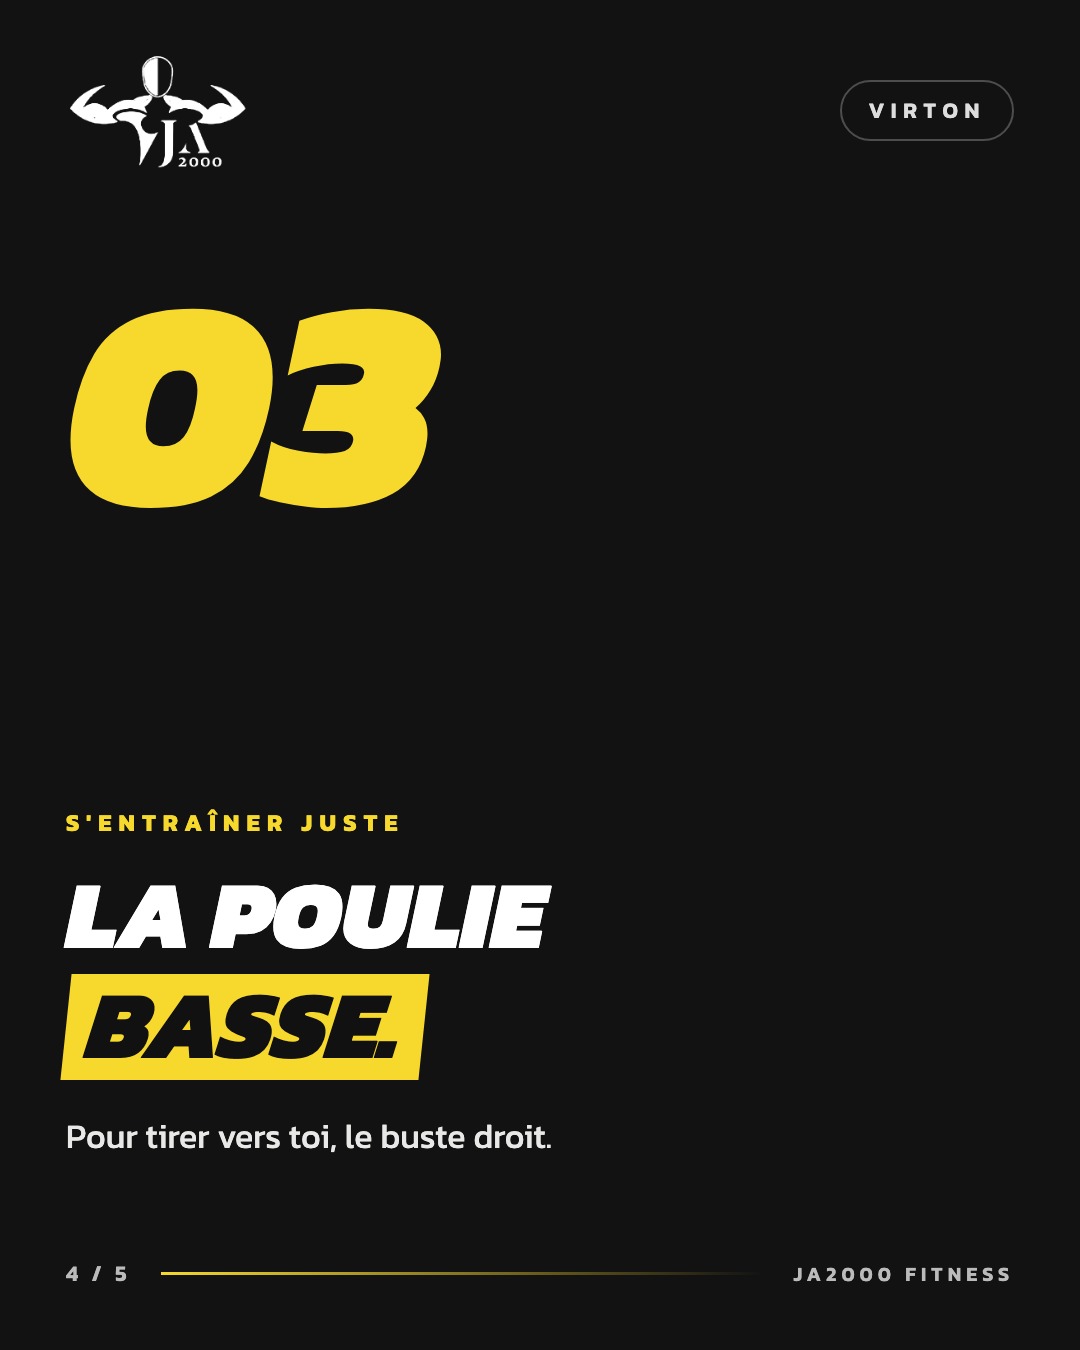 JA
2000
VIRTON
03
S'ENTRAÎNER JUSTE
LA POULIE
BASSE.
Pour tirer vers toi, le buste droit.
4 / 5
JA2000 FITNESS